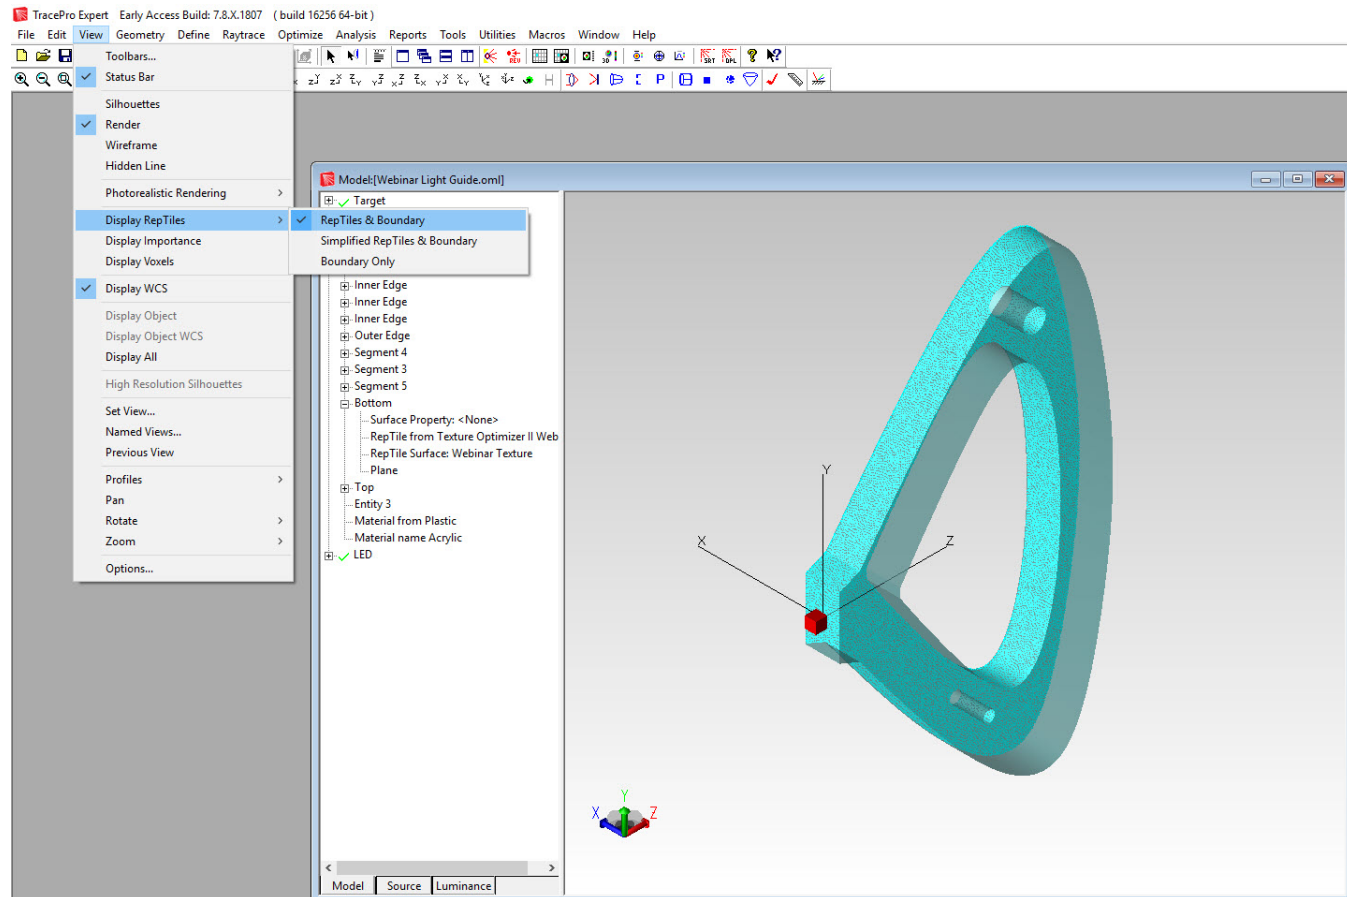 TracePro Expert   Early Access Build: 7.8.X.1807   ( build 16256 64-bit )
File Edit View Geometry Define Raytrace Optimize Analysis Reports Tools Utilities Macros Window Help
Toolbars...
Status Bar
Silhouettes
Render
Wireframe
Hidden Line
Photorealistic Rendering
Display RepTiles
Display Importance
Display Voxels
Display WCS
Display Object
Display Object WCS
Display All
High Resolution Silhouettes
Set View...
Named Views...
Previous View
Profiles
Pan
Rotate
Zoom
Options...
RepTiles & Boundary
Simplified RepTiles & Boundary
Boundary Only
Model:[Webinar Light Guide.oml]
Target
Inner Edge
Inner Edge
Inner Edge
Outer Edge
Segment 4
Segment 3
Segment 5
Bottom
Surface Property: <None>
RepTile from Texture Optimizer II Web
RepTile Surface: Webinar Texture
Plane
Top
Entity 3
Material from Plastic
Material name Acrylic
LED
Model Source Luminance
Y
X
Z
Y
X
Z